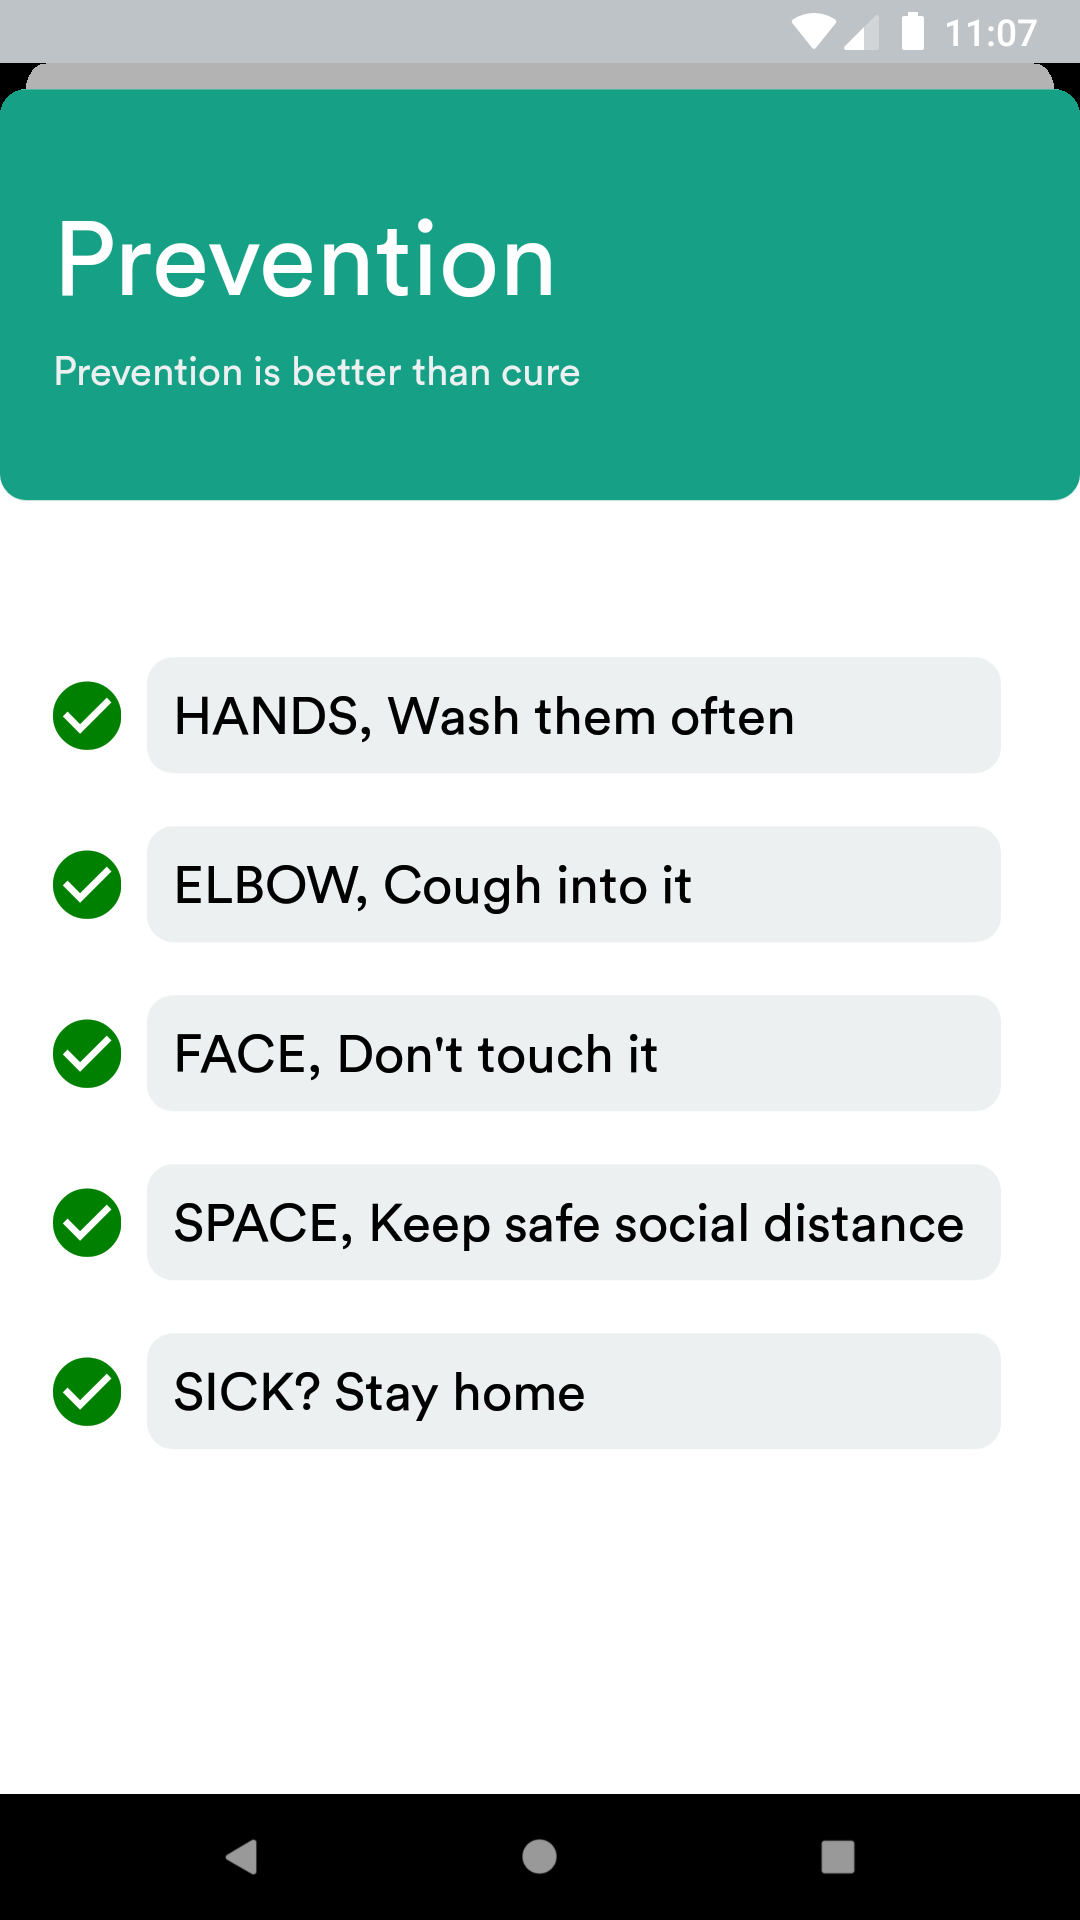 11:07
Prevention
Prevention is better than cure
HANDS, Wash them often
ELBOW, Cough into it
FACE, Don't touch it
SPACE, Keep safe social distance
SICK? Stay home